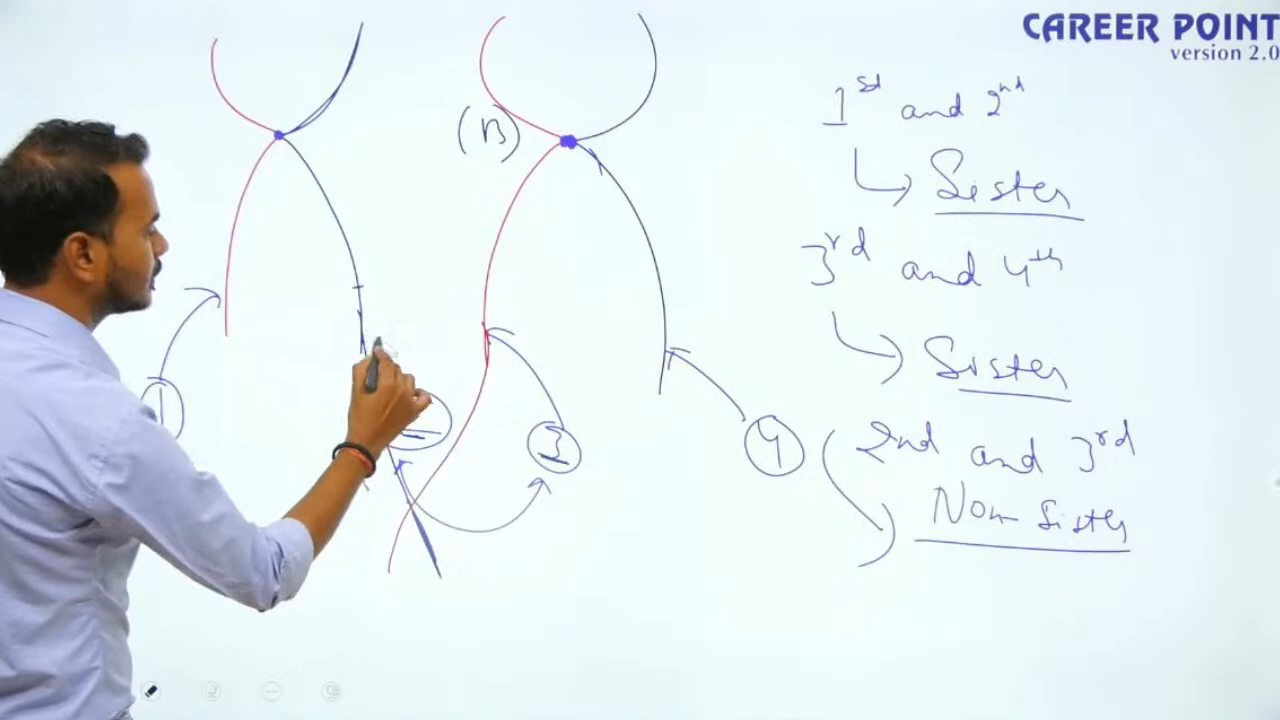 CAREER POINT
version 2.0
1st and 2nd
Sister
(B)
3rd and 4th
Sister
1
3
4
2nd and 3rd
Non Sister